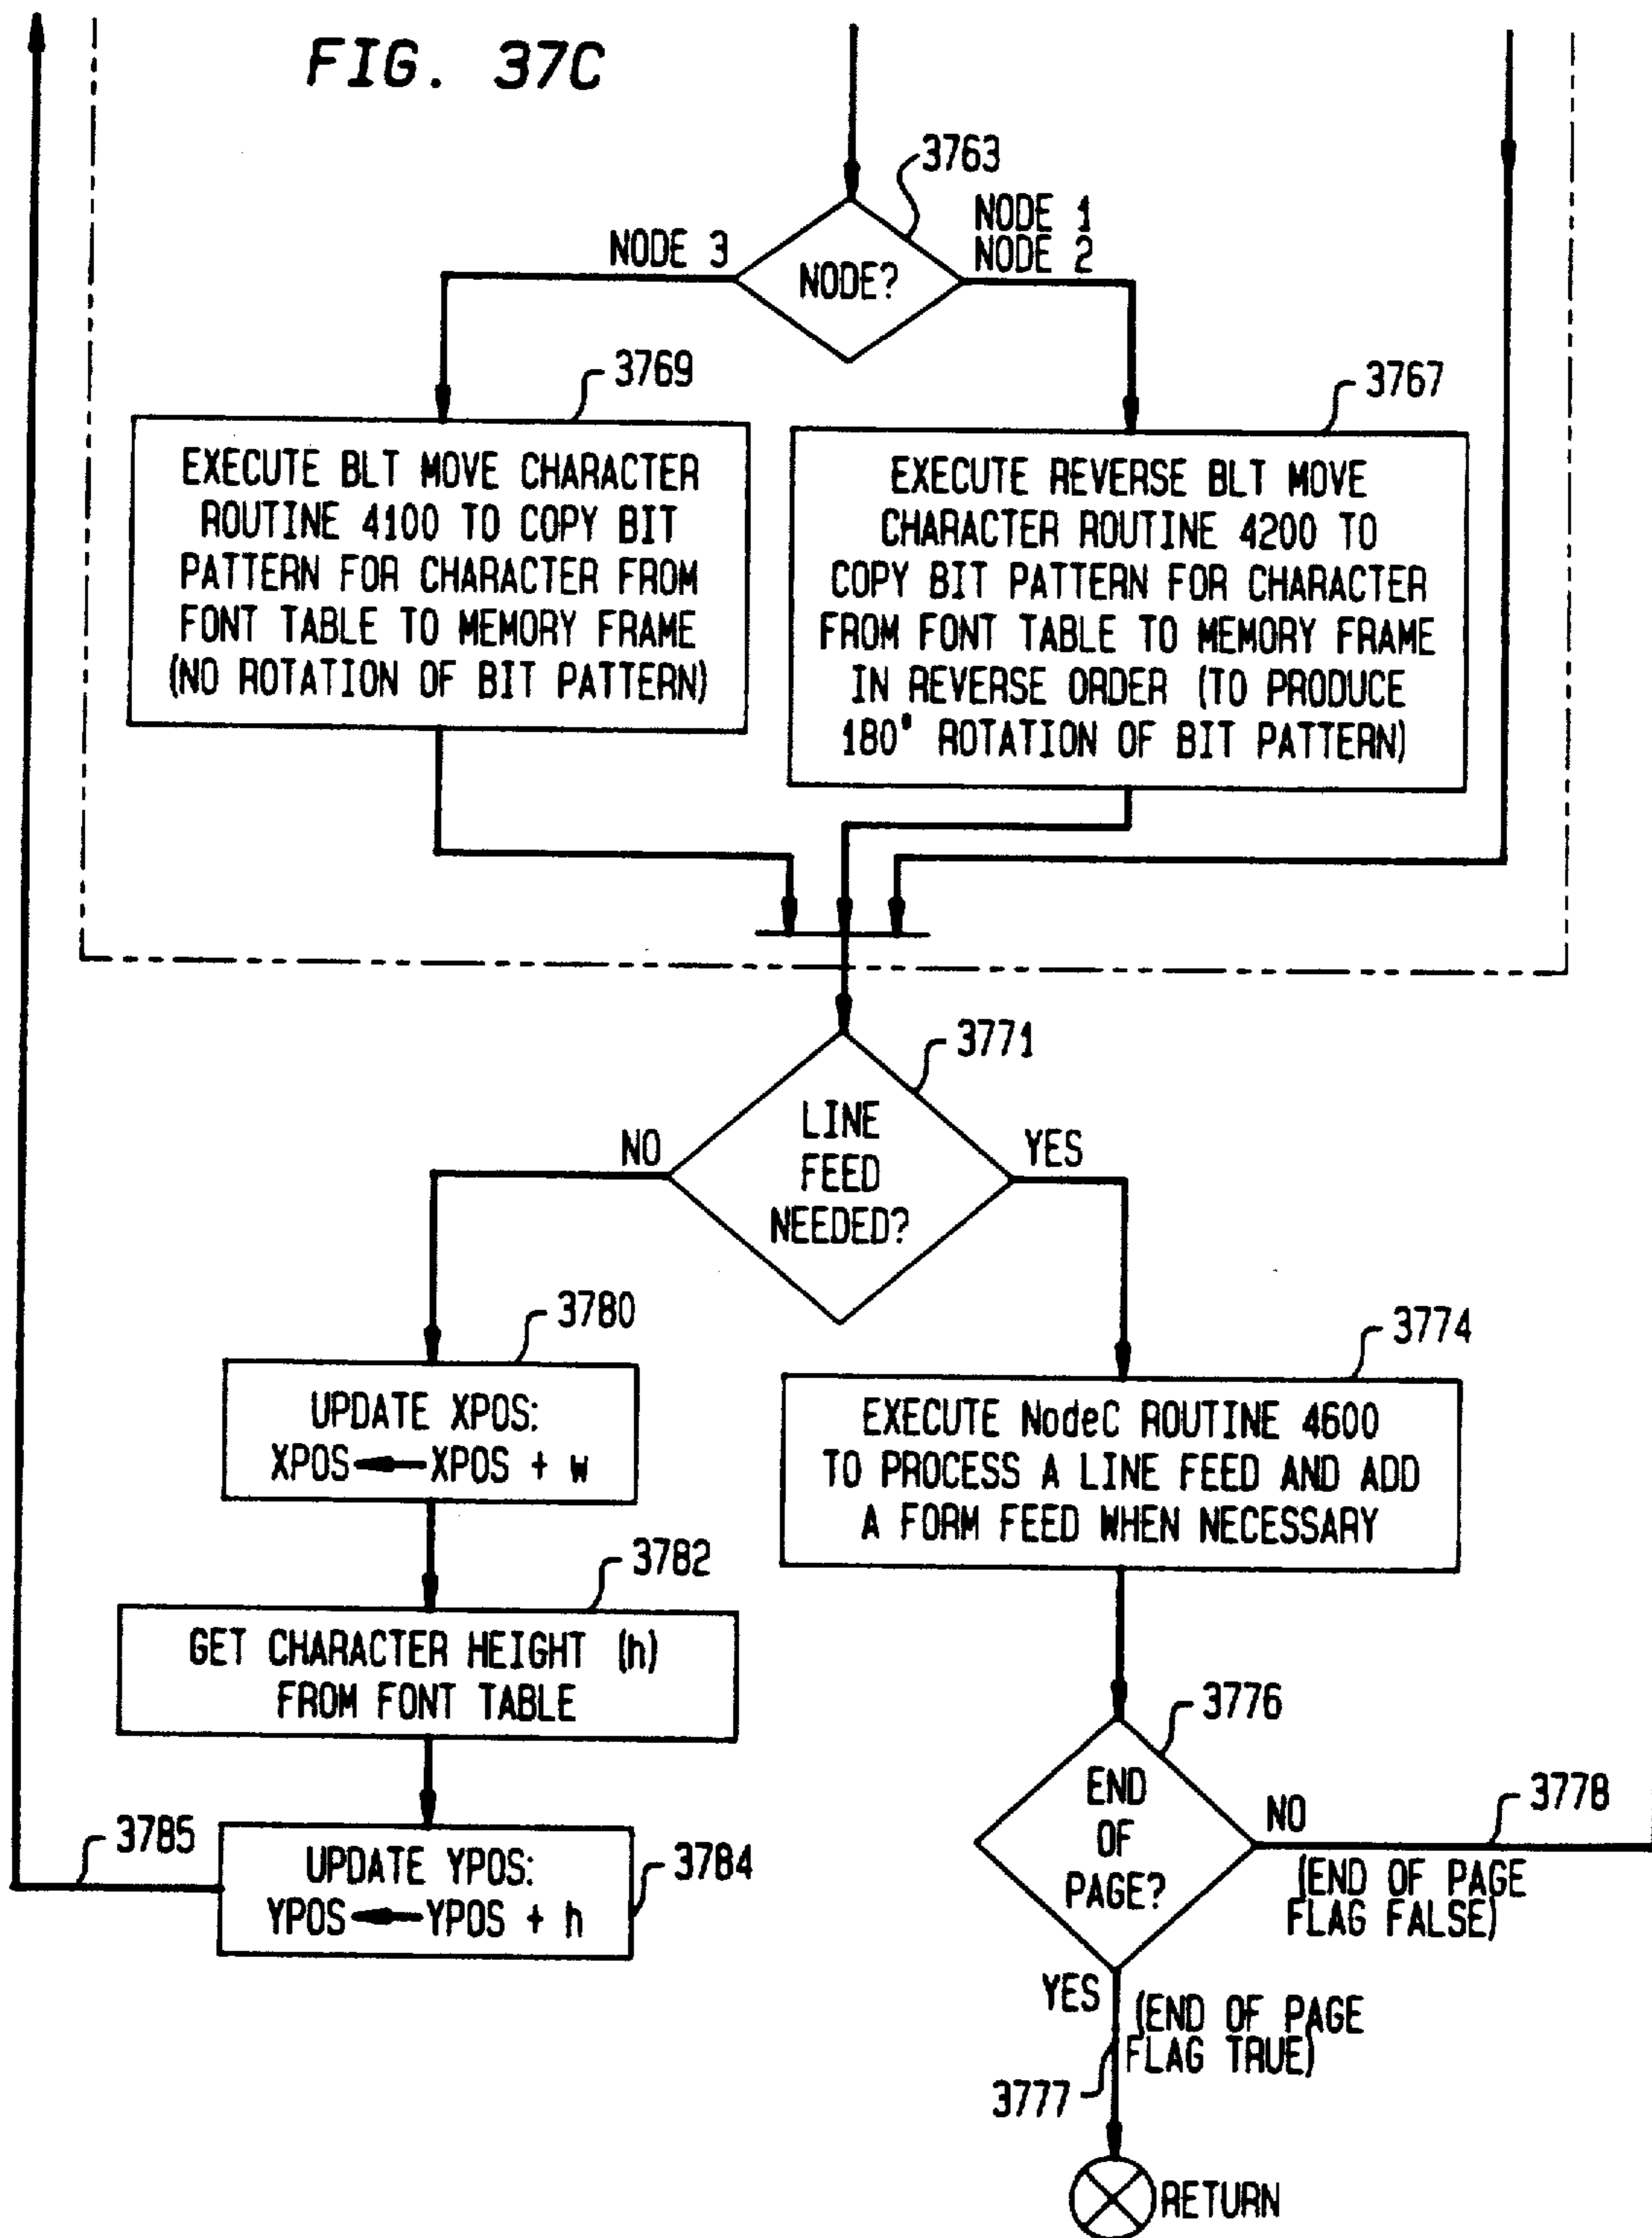 FIG. 37C
3763
NODE 3
NODE 1
NODE 2
NODE?
3769
3767
EXECUTE BLT MOVE CHARACTER
ROUTINE 4100 TO COPY BIT
PATTERN FOR CHARACTER FROM
FONT TABLE TO MEMORY FRAME
(NO ROTATION OF BIT PATTERN)
EXECUTE REVERSE BLT MOVE
CHARACTER ROUTINE 4200 TO
COPY BIT PATTERN FOR CHARACTER
FROM FONT TABLE TO MEMORY FRAME
IN REVERSE ORDER (TO PRODUCE
180° ROTATION OF BIT PATTERN)
3771
LINE
FEED
NEEDED?
NO
YES
3780
3774
UPDATE XPOS:
XPOS ← XPOS + w
EXECUTE NodeC ROUTINE 4600
TO PROCESS A LINE FEED AND ADD
A FORM FEED WHEN NECESSARY
3782
GET CHARACTER HEIGHT (h)
FROM FONT TABLE
3776
END
OF
PAGE?
NO
3778
(END OF PAGE
FLAG FALSE)
3785
UPDATE YPOS:
YPOS ← YPOS + h
3784
YES
(END OF PAGE
FLAG TRUE)
3777
RETURN